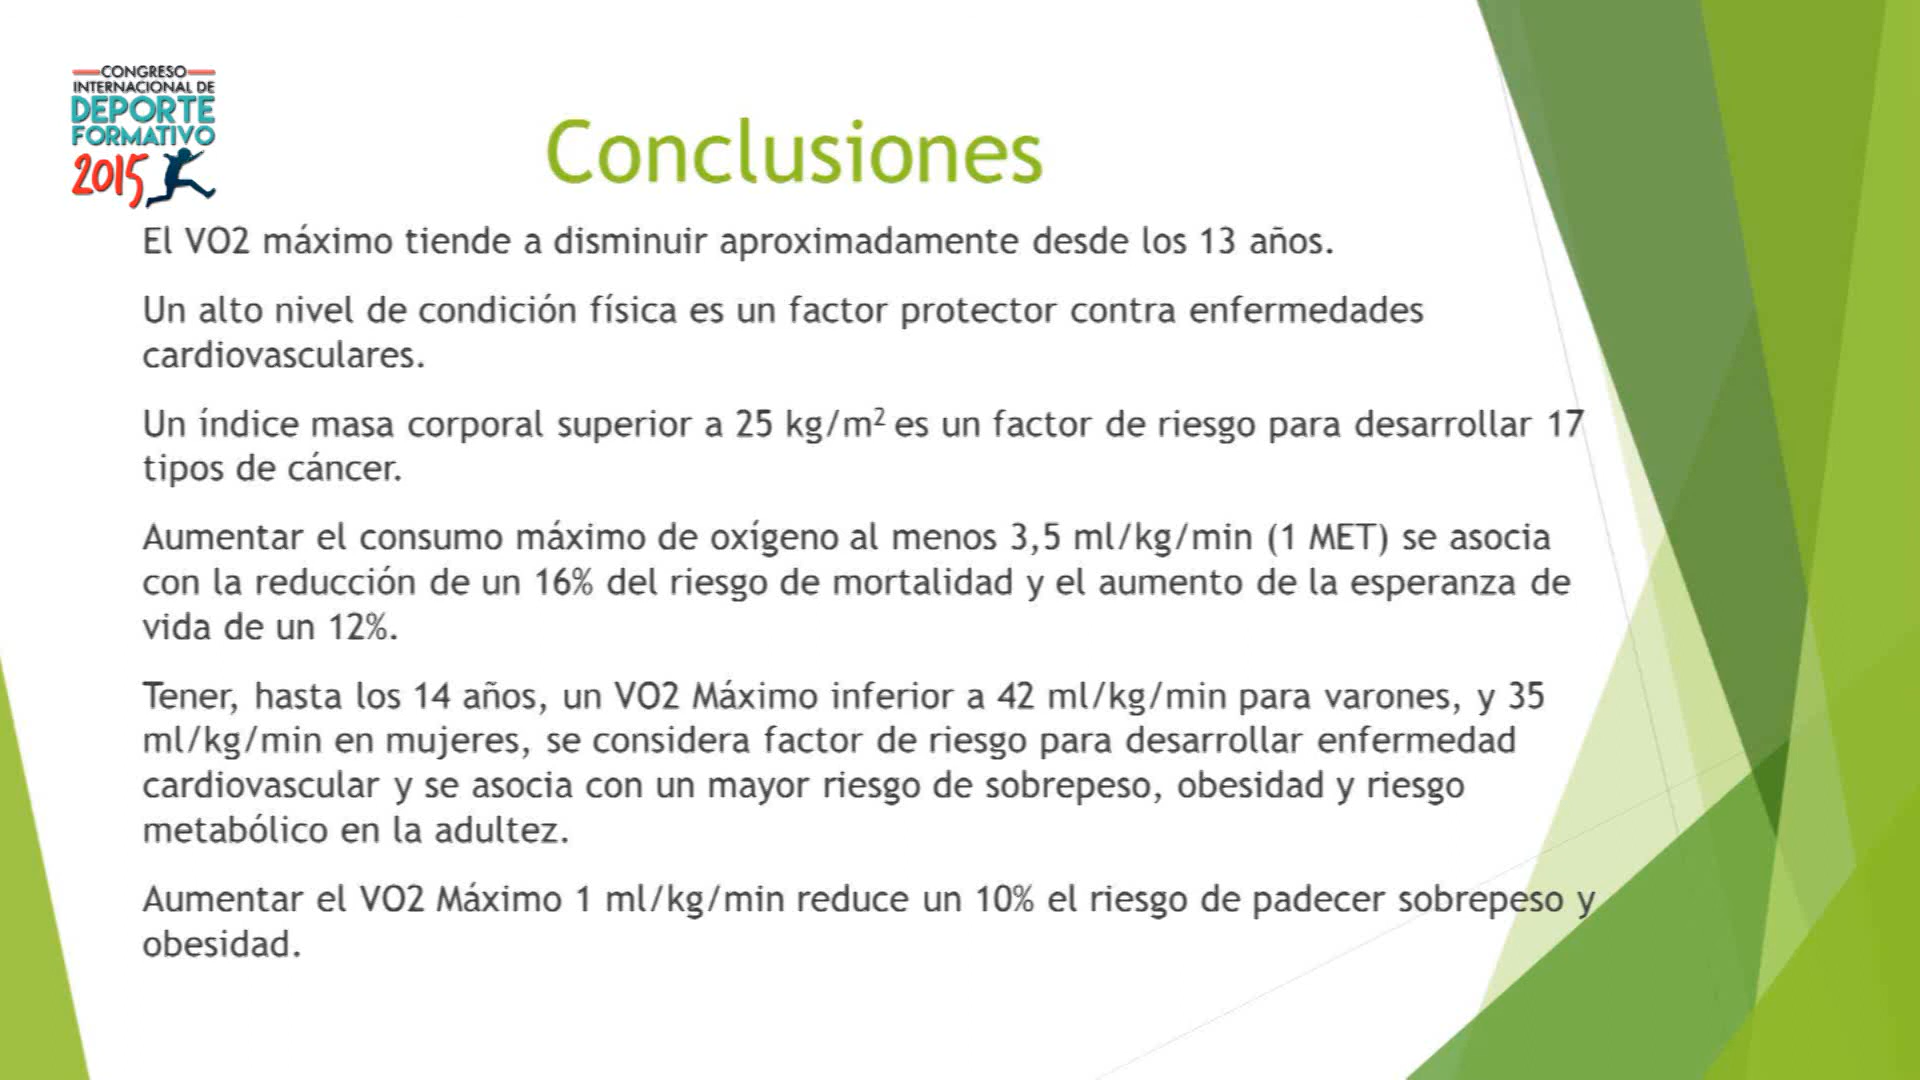 CONGRESO
INTERNACIONAL DE
DEPORTE
FORMATIVO
2015
Conclusiones
El VO2 máximo tiende a disminuir aproximadamente desde los 13 años.
Un alto nivel de condición física es un factor protector contra enfermedades
cardiovasculares.
Un índice masa corporal superior a 25 kg/m² es un factor de riesgo para desarrollar 17
tipos de cáncer.
Aumentar el consumo máximo de oxígeno al menos 3,5 ml/kg/min (1 MET) se asocia
con la reducción de un 16% del riesgo de mortalidad y el aumento de la esperanza de
vida de un 12%.
Tener, hasta los 14 años, un VO2 Máximo inferior a 42 ml/kg/min para varones, y 35
ml/kg/min en mujeres, se considera factor de riesgo para desarrollar enfermedad
cardiovascular y se asocia con un mayor riesgo de sobrepeso, obesidad y riesgo
metabólico en la adultez.
Aumentar el VO2 Máximo 1 ml/kg/min reduce un 10% el riesgo de padecer sobrepeso y
obesidad.